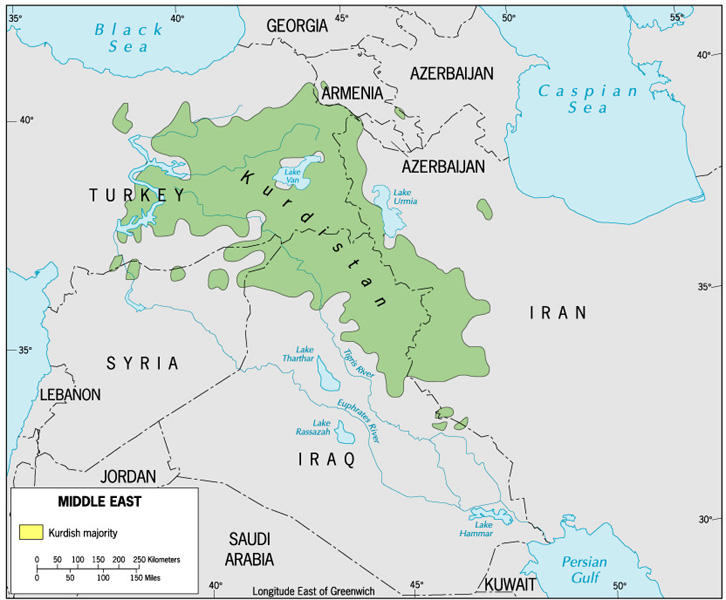 35°
40°
45°
50°
55°
Black
Sea
GEORGIA
ARMENIA
AZERBAIJAN
Caspian
Sea
40°
AZERBAIJAN
TURKEY
Kurdistan
Lake
Van
Lake
Urmia
35°
IRAN
35°
SYRIA
Lake
Tharthar
Tigris River
LEBANON
Euphrates River
Lake
Rassazah
IRAQ
JORDAN
MIDDLE EAST
Kurdish majority
0 50 100 150 200 250 Kilometers
0 50 100 150 Miles
30°
Lake
Hammar
SAUDI
ARABIA
Persian
Gulf
KUWAIT
40°
Longitude East of Greenwich
45°
50°